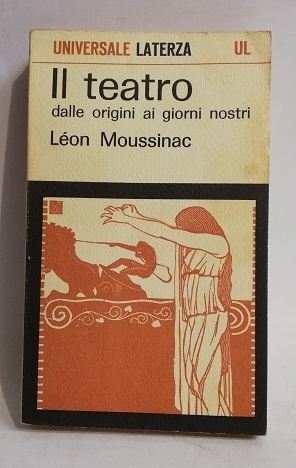 UNIVERSALE LATERZA UL
Il teatro
dalle origini ai giorni nostri
Léon Moussinac